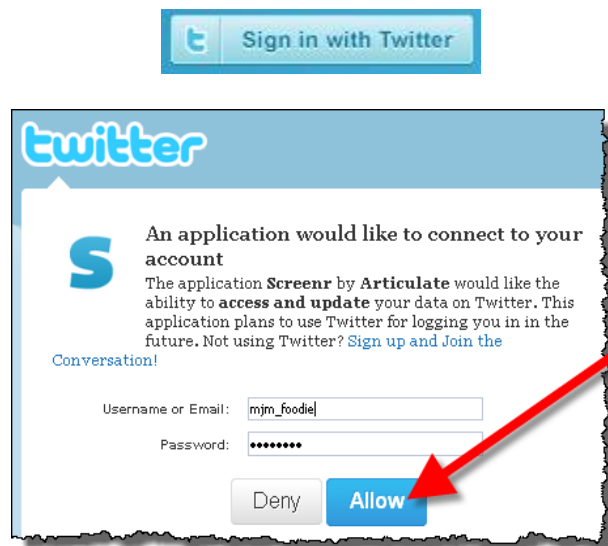 Sign in with Twitter
twitter
S
An application would like to connect to your
account
The application Screenr by Articulate would like the
ability to access and update your data on Twitter. This
application plans to use Twitter for logging you in in the
future. Not using Twitter? Sign up and Join the
Conversation!
Username or Email: mjm_foodie
Password: ••••••••
Deny Allow